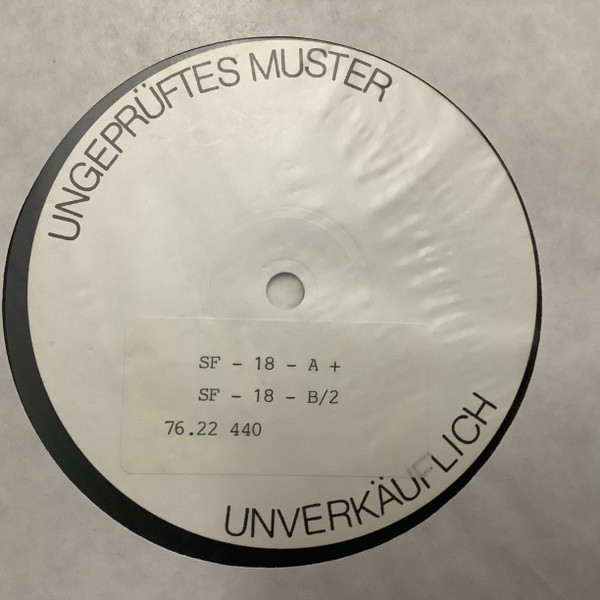 UNGEPRÜFTES MUSTER
SF - 18 - A +
SF - 18 - B/2
76.22 440
UNVERKÄUFLICH